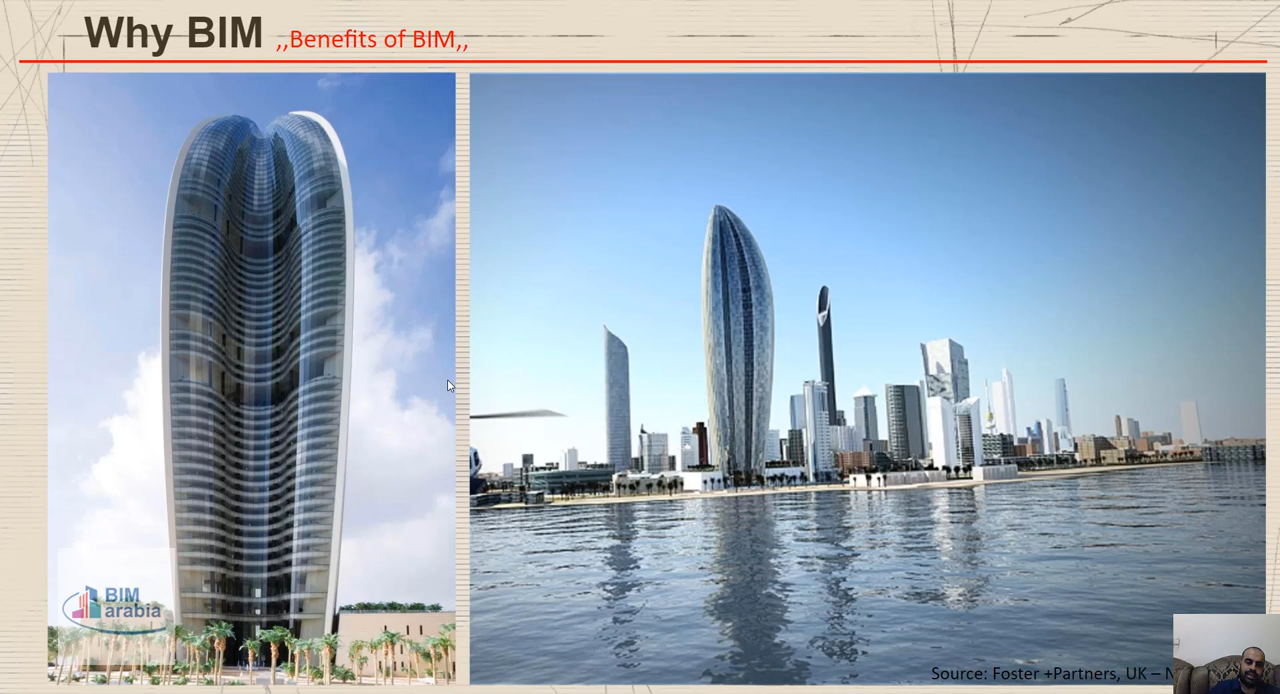 Why BIM ,,Benefits of BIM,,
BIM
arabia
Source: Foster +Partners, UK –